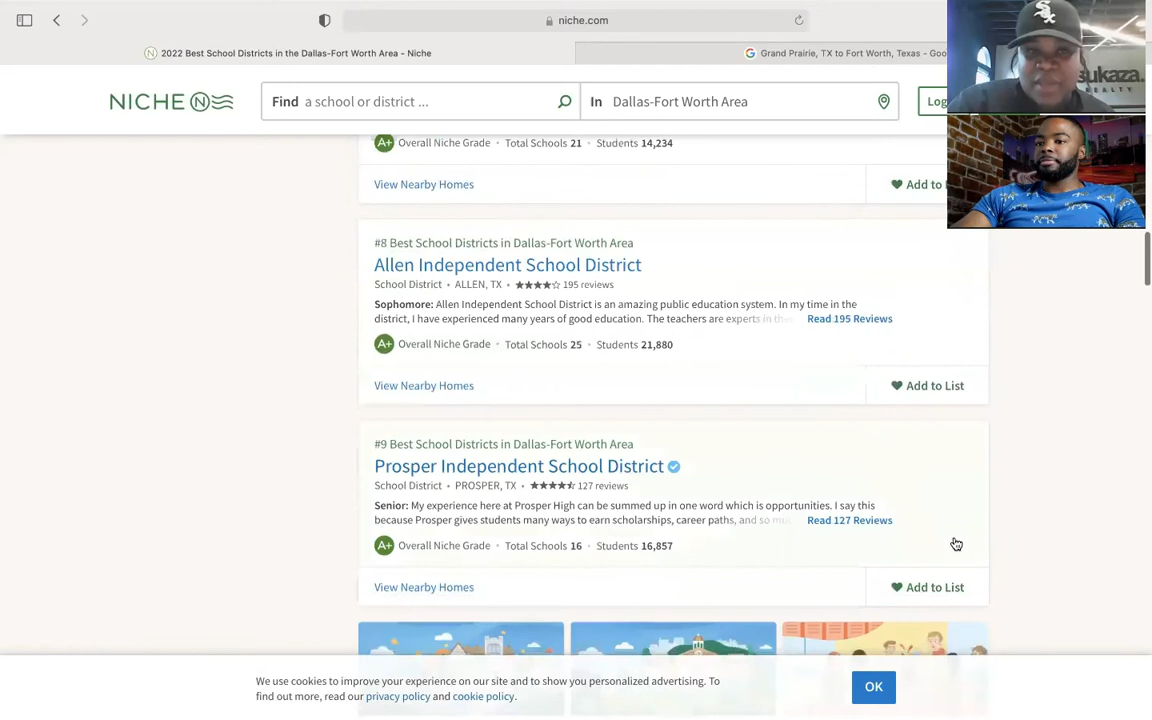 niche.com
2022 Best School Districts in the Dallas-Fort Worth Area - Niche
Grand Prairie, TX to Fort Worth, Texas - Goo
NICHE N
Find a school or district ...
In Dallas-Fort Worth Area
Log
sukaza.
REALTY
A+ Overall Niche Grade • Total Schools 21 • Students 14,234
View Nearby Homes
Add to
#8 Best School Districts in Dallas-Fort Worth Area
Allen Independent School District
School District • ALLEN, TX • 195 reviews
Sophomore: Allen Independent School District is an amazing public education system. In my time in the
district, I have experienced many years of good education. The teachers are experts in the
Read 195 Reviews
A+ Overall Niche Grade • Total Schools 25 • Students 21,880
View Nearby Homes
Add to List
#9 Best School Districts in Dallas-Fort Worth Area
Prosper Independent School District
School District • PROSPER, TX • 127 reviews
Senior: My experience here at Prosper High can be summed up in one word which is opportunities. I say this
because Prosper gives students many ways to earn scholarships, career paths, and so mu
Read 127 Reviews
A+ Overall Niche Grade • Total Schools 16 • Students 16,857
View Nearby Homes
Add to List
We use cookies to improve your experience on our site and to show you personalized advertising. To
find out more, read our privacy policy and cookie policy.
OK